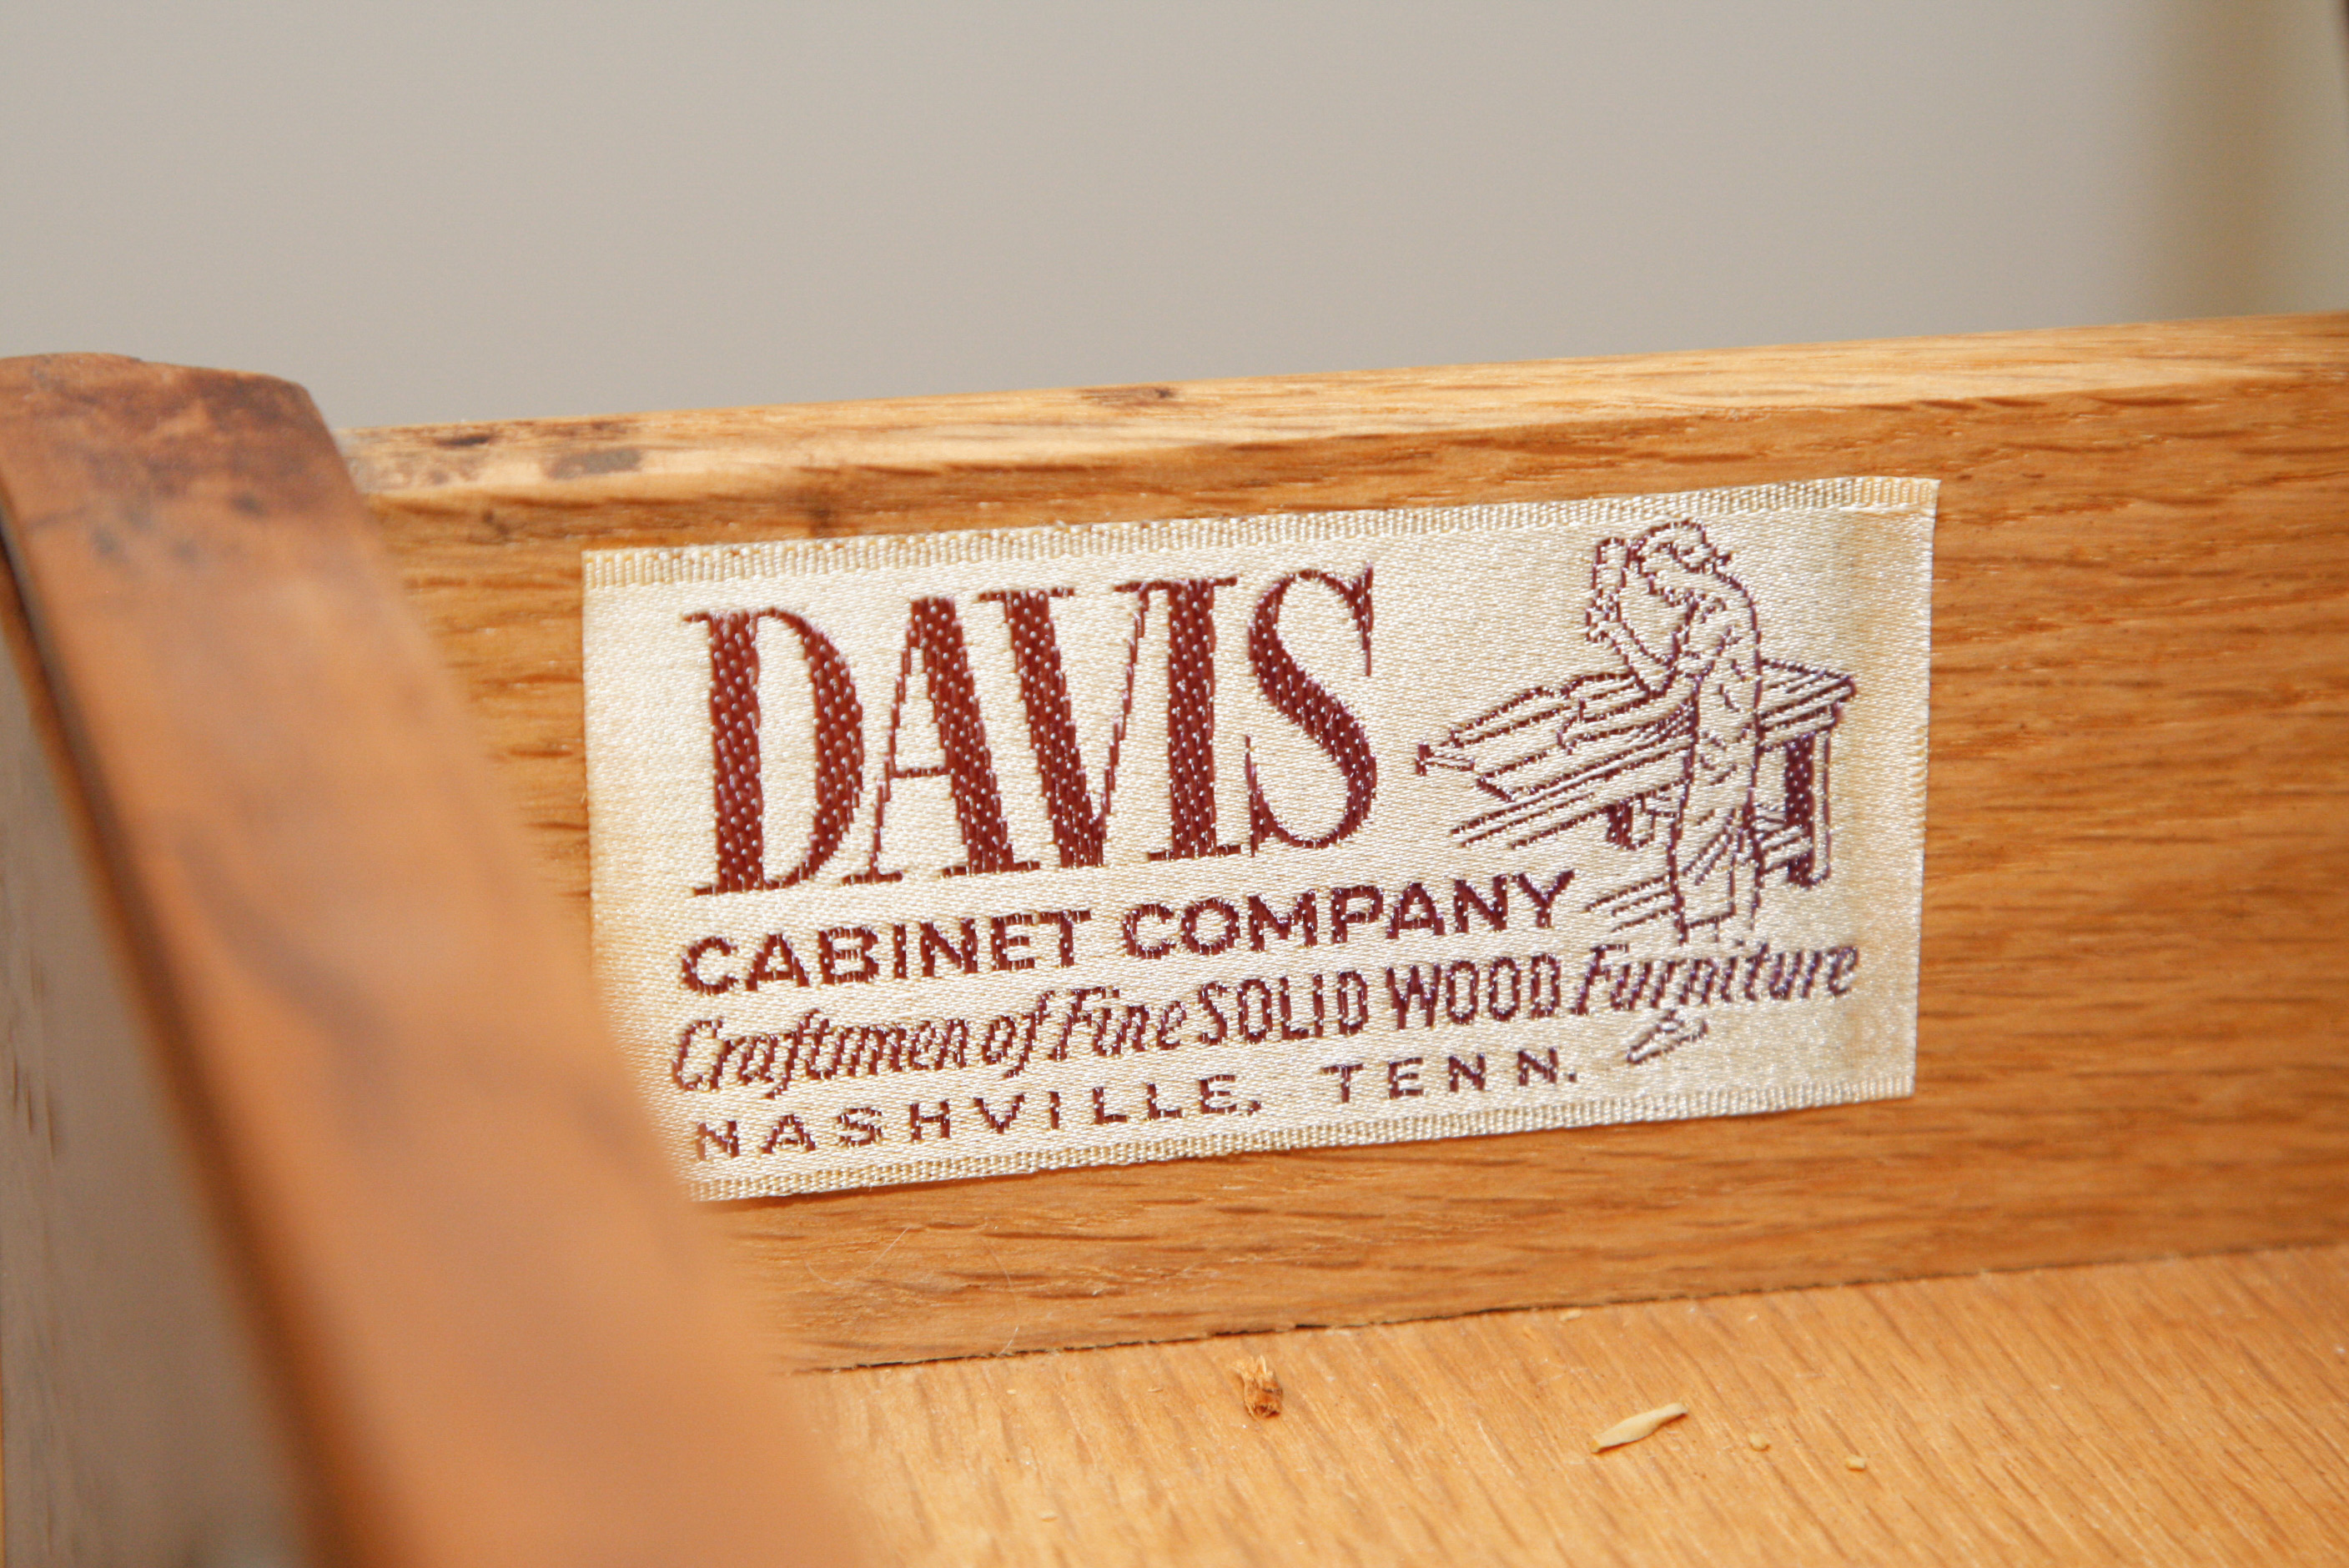 DAVIS
CABINET COMPANY
Craftsmen of Fine SOLID WOOD Furniture
NASHVILLE, TENN.